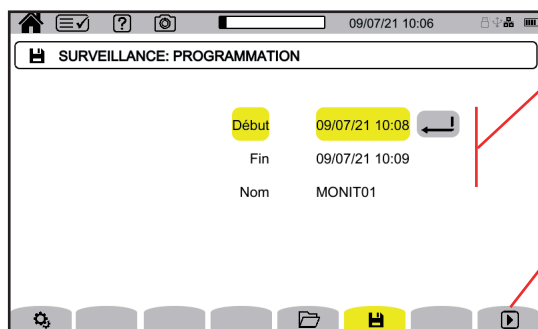 09/07/21 10:06
SURVEILLANCE: PROGRAMMATION
Début 09/07/21 10:08
Fin 09/07/21 10:09
Nom MONIT01